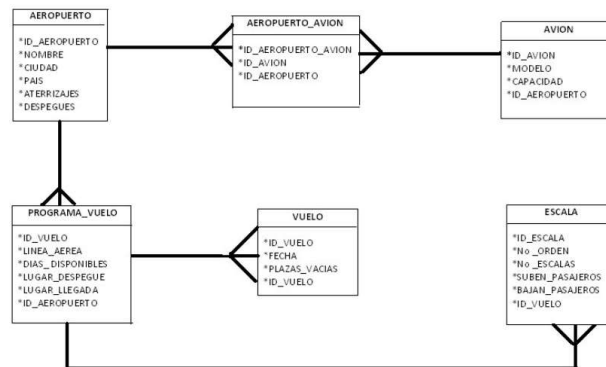 AEROPUERTO
*ID_AEROPUERTO
*NOMBRE
*CIUDAD
*PAIS
*ATERRIZAJES
*DESPEGUES
AEROPUERTO_AVION
*ID_AEROPUERTO_AVION
*ID_AVION
*ID_AEROPUERTO
AVION
*ID_AVION
*MODELO
*CAPACIDAD
*ID_AEROPUERTO
PROGRAMA_VUELO
*ID_VUELO
*LINEA_AEREA
*DIAS_DISPONIBLES
*LUGAR_DESPEGUE
*LUGAR_LLEGADA
*ID_AEROPUERTO
VUELO
*ID_VUELO
*FECHA
*PLAZAS_VACIAS
*ID_VUELO
ESCALA
*ID_ESCALA
*No_ORDEN
*No_ESCALAS
*SUBEN_PASAJEROS
*BAJAN_PASAJEROS
*ID_VUELO